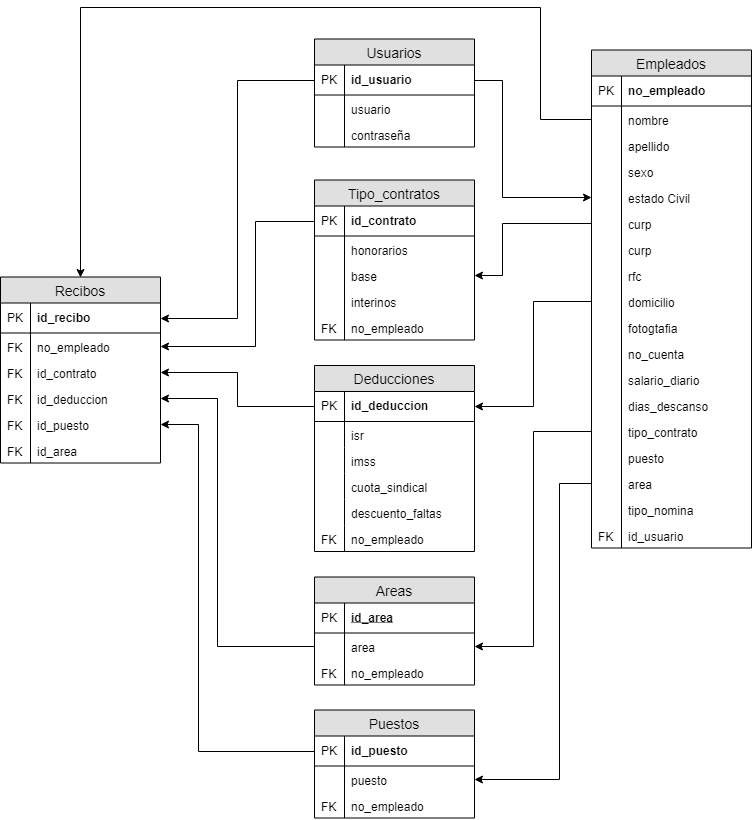 Usuarios
PK id_usuario
usuario
contraseña
Empleados
PK no_empleado
nombre
apellido
sexo
estado Civil
curp
curp
rfc
domicilio
fotogtafia
no_cuenta
salario_diario
dias_descanso
tipo_contrato
puesto
area
tipo_nomina
FK id_usuario
Tipo_contratos
PK id_contrato
honorarios
base
interinos
FK no_empleado
Recibos
PK id_recibo
FK no_empleado
FK id_contrato
FK id_deduccion
FK id_puesto
FK id_area
Deducciones
PK id_deduccion
isr
imss
cuota_sindical
descuento_faltas
FK no_empleado
Areas
PK id_area
area
FK no_empleado
Puestos
PK id_puesto
puesto
FK no_empleado